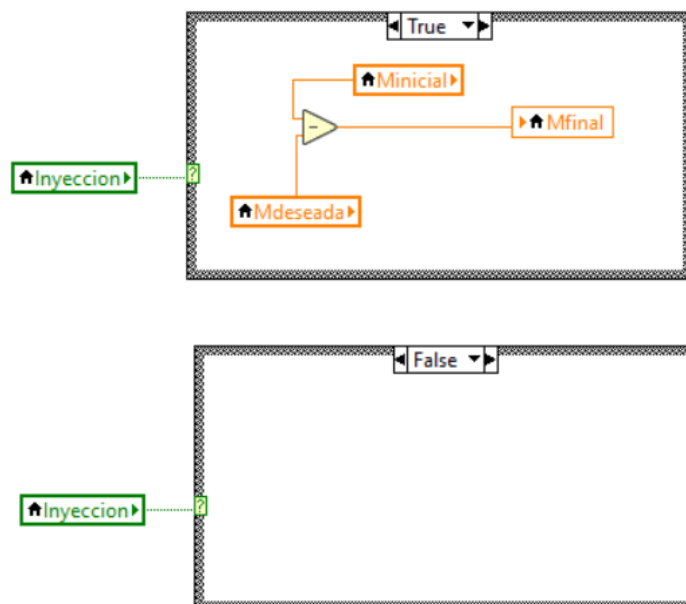 True
Minicial
-
Mfinal
Inyeccion
?
Mdeseada
False
Inyeccion
?